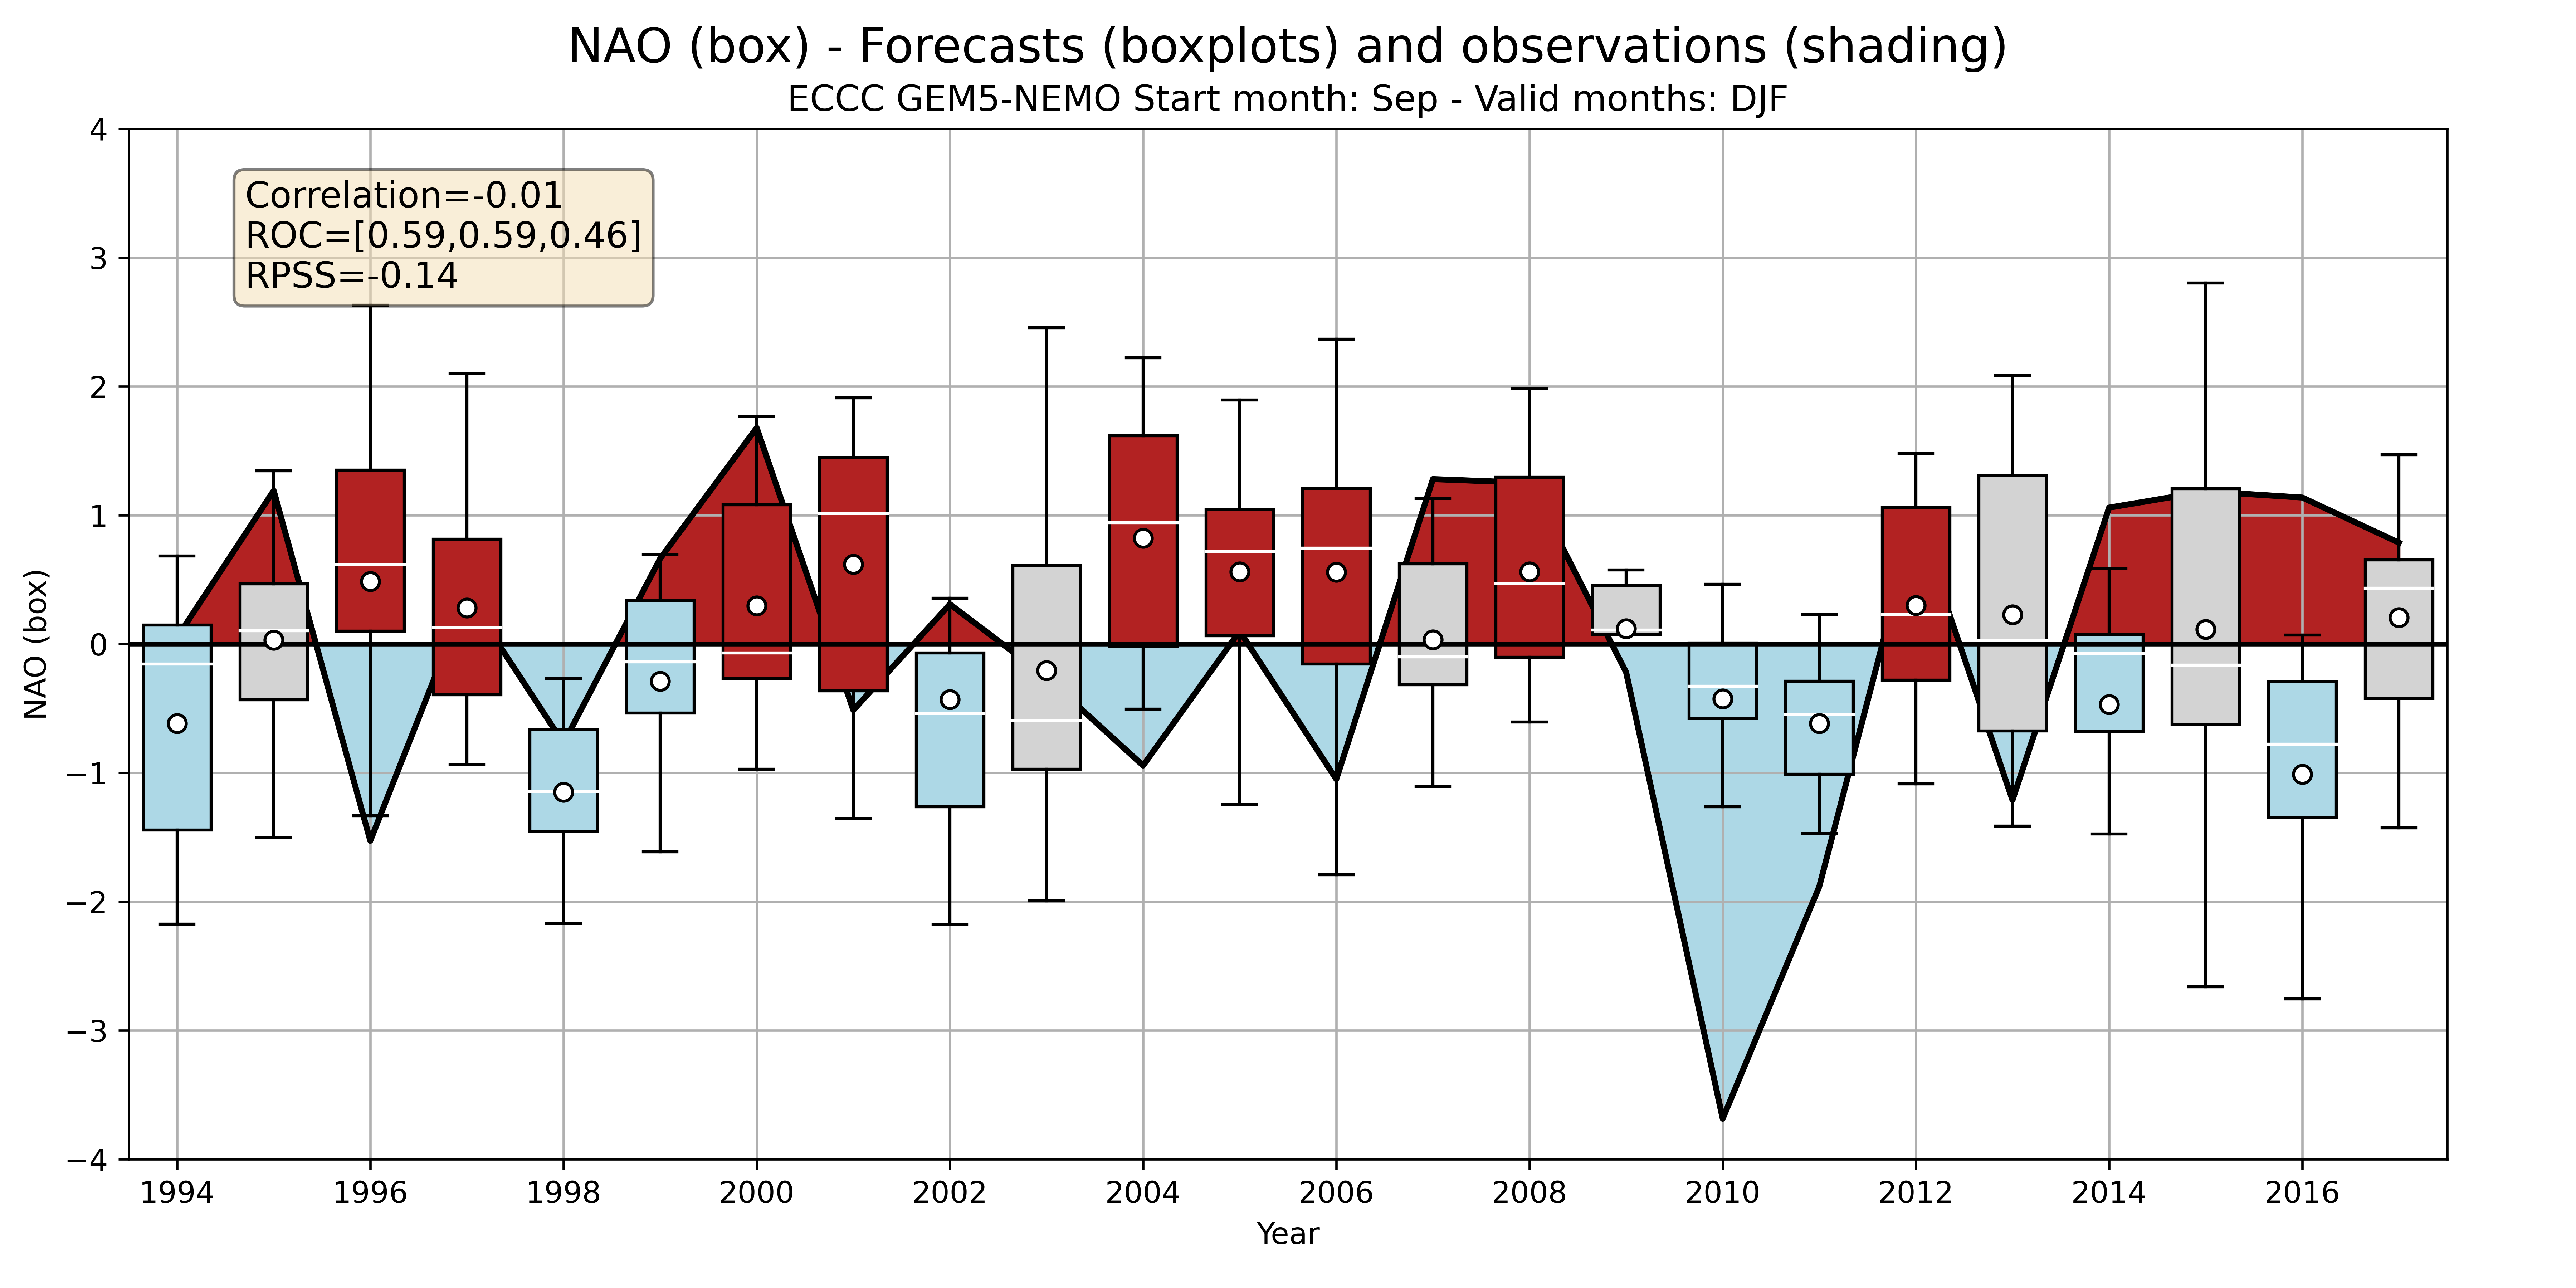 NAO (box) - Forecasts (boxplots) and observations (shading)
ECCC GEM5-NEMO Start month: Sep - Valid months: DJF
Correlation=-0.01
ROC=[0.59,0.59,0.46]
RPSS=-0.14
NAO (box)
4
3
2
1
0
−1
−2
−3
−4
1994 1996 1998 2000 2002 2004 2006 2008 2010 2012 2014 2016
Year